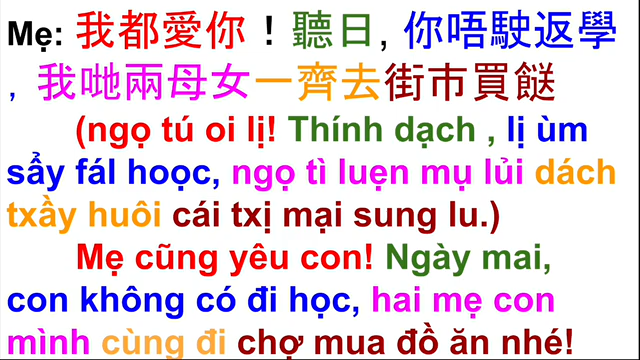 Mẹ: 我都愛你！聽日, 你唔駛返學
, 我哋兩母女一齊去街市買餸
(ngọ tú oi lị! Thính dạch , lị ùm
sẩy fál hoọc, ngọ tì luẹn mụ lủi dách
txầy huôi cái txị mại sung lu.)
Mẹ cũng yêu con! Ngày mai,
con không có đi học, hai mẹ con
mình cùng đi chợ mua đồ ăn nhé!